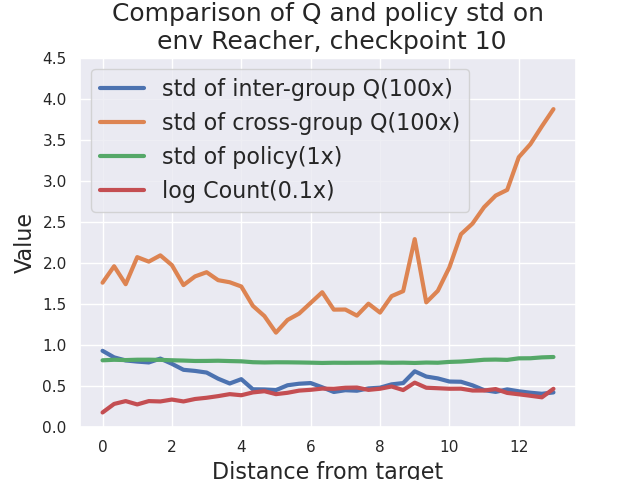 Comparison of Q and policy std on
env Reacher, checkpoint 10
4.5
4.0
3.5
3.0
2.5
2.0
1.5
1.0
0.5
0.0
Value
std of inter-group Q(100x)
std of cross-group Q(100x)
std of policy(1x)
log Count(0.1x)
0 2 4 6 8 10 12
Distance from target